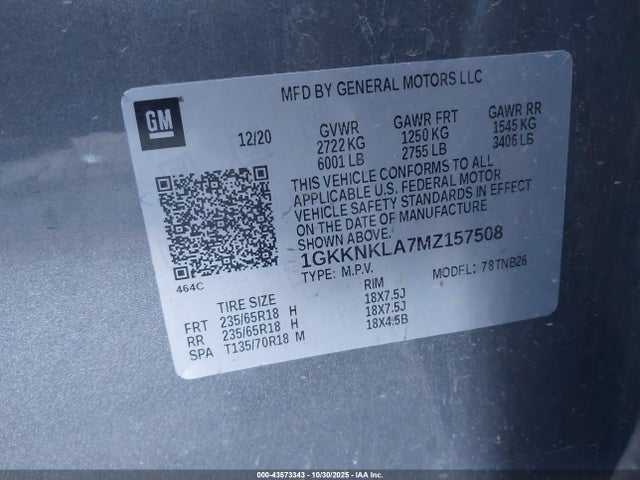 MFD BY GENERAL MOTORS LLC
GM
12/20 GVWR GAWR FRT GAWR RR
2722 KG 1250 KG 1545 KG
6001 LB 2755 LB 3406 LB
THIS VEHICLE CONFORMS TO ALL
APPLICABLE U.S. FEDERAL MOTOR
VEHICLE SAFETY STANDARDS IN EFFECT
ON THE DATE OF MANUFACTURE
SHOWN ABOVE.
1GKKNKLA7MZ157508
TYPE: M.P.V. MODEL: 78TNB26
464C
TIRE SIZE RIM
FRT 235/65R18 H 18X7.5J
RR 235/65R18 H 18X7.5J
SPA T135/70R18 M 18X4.5B
000-43573343 - 10/30/2025 - IAA Inc.